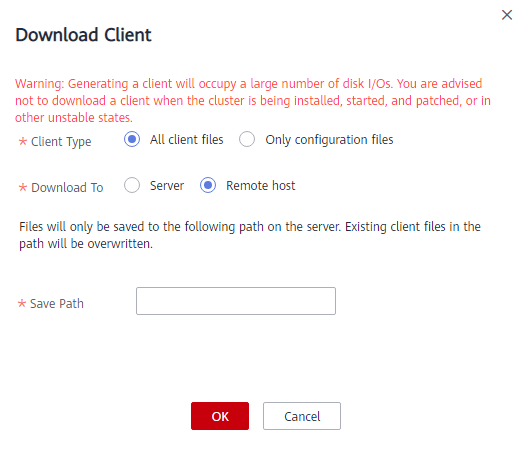 Download Client
Warning: Generating a client will occupy a large number of disk I/Os. You are advised
not to download a client when the cluster is being installed, started, and patched, or in
other unstable states.
* Client Type All client files Only configuration files
* Download To Server Remote host
Files will only be saved to the following path on the server. Existing client files in the
path will be overwritten.
* Save Path
OK Cancel